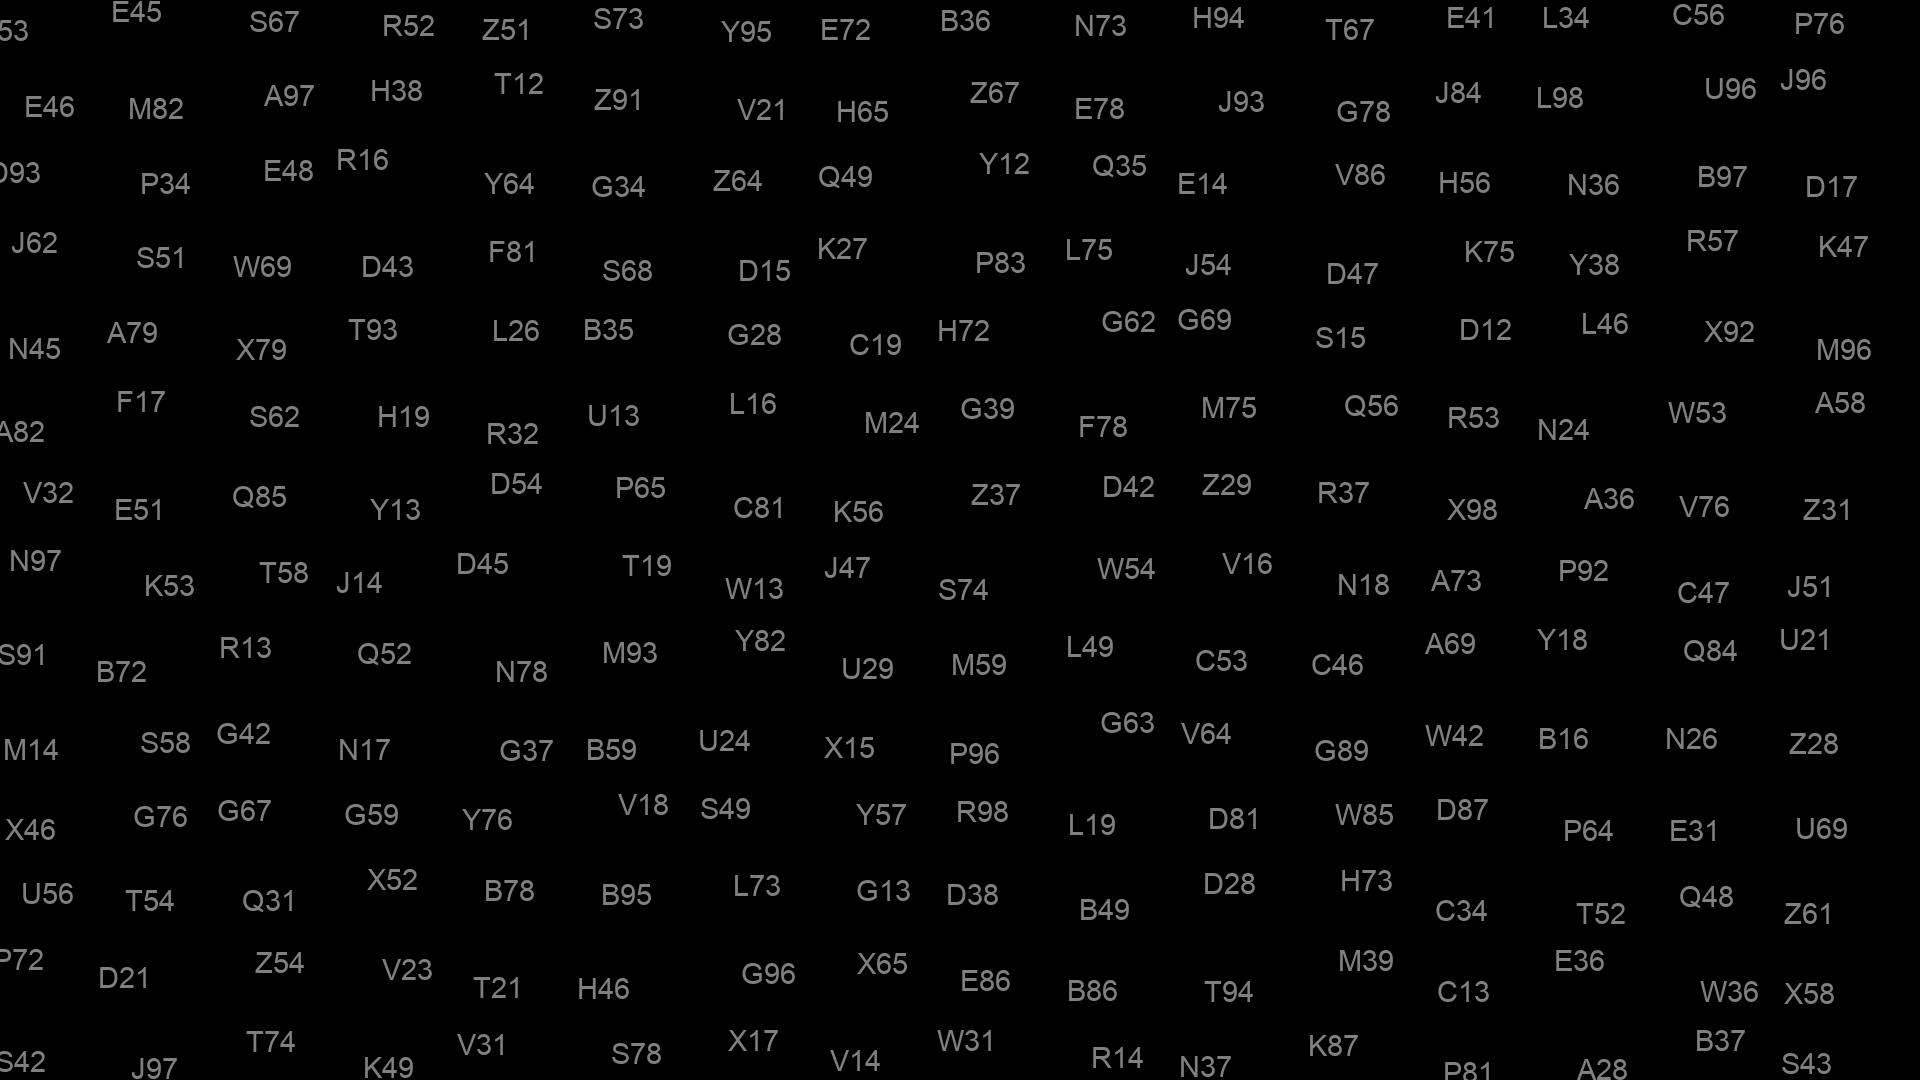 53 E45 S67 R52 Z51 S73 Y95 E72 B36 N73 H94 T67 E41 L34 C56 P76
E46 M82 A97 H38 T12 Z91 V21 H65 Z67 E78 J93 G78 J84 L98 U96 J96
D93 P34 E48 R16 Y64 G34 Z64 Q49 Y12 Q35 E14 V86 H56 N36 B97 D17
J62 S51 W69 D43 F81 S68 D15 K27 P83 L75 J54 D47 K75 Y38 R57 K47
N45 A79 X79 T93 L26 B35 G28 C19 H72 G62 G69 S15 D12 L46 X92 M96
A82 F17 S62 H19 R32 U13 L16 M24 G39 F78 M75 Q56 R53 N24 W53 A58
V32 E51 Q85 Y13 D54 P65 C81 K56 Z37 D42 Z29 R37 X98 A36 V76 Z31
N97 K53 T58 J14 D45 T19 W13 J47 S74 W54 V16 N18 A73 P92 C47 J51
S91 B72 R13 Q52 N78 M93 Y82 U29 M59 L49 C53 C46 A69 Y18 Q84 U21
M14 S58 G42 N17 G37 B59 U24 X15 P96 G63 V64 G89 W42 B16 N26 Z28
X46 G76 G67 G59 Y76 V18 S49 Y57 R98 L19 D81 W85 D87 P64 E31 U69
U56 T54 Q31 X52 B78 B95 L73 G13 D38 B49 D28 H73 C34 T52 Q48 Z61
P72 D21 Z54 V23 T21 H46 G96 X65 E86 B86 T94 M39 C13 E36 W36 X58
S42 J97 T74 K49 V31 S78 X17 V14 W31 R14 N37 K87 P81 A28 B37 S43